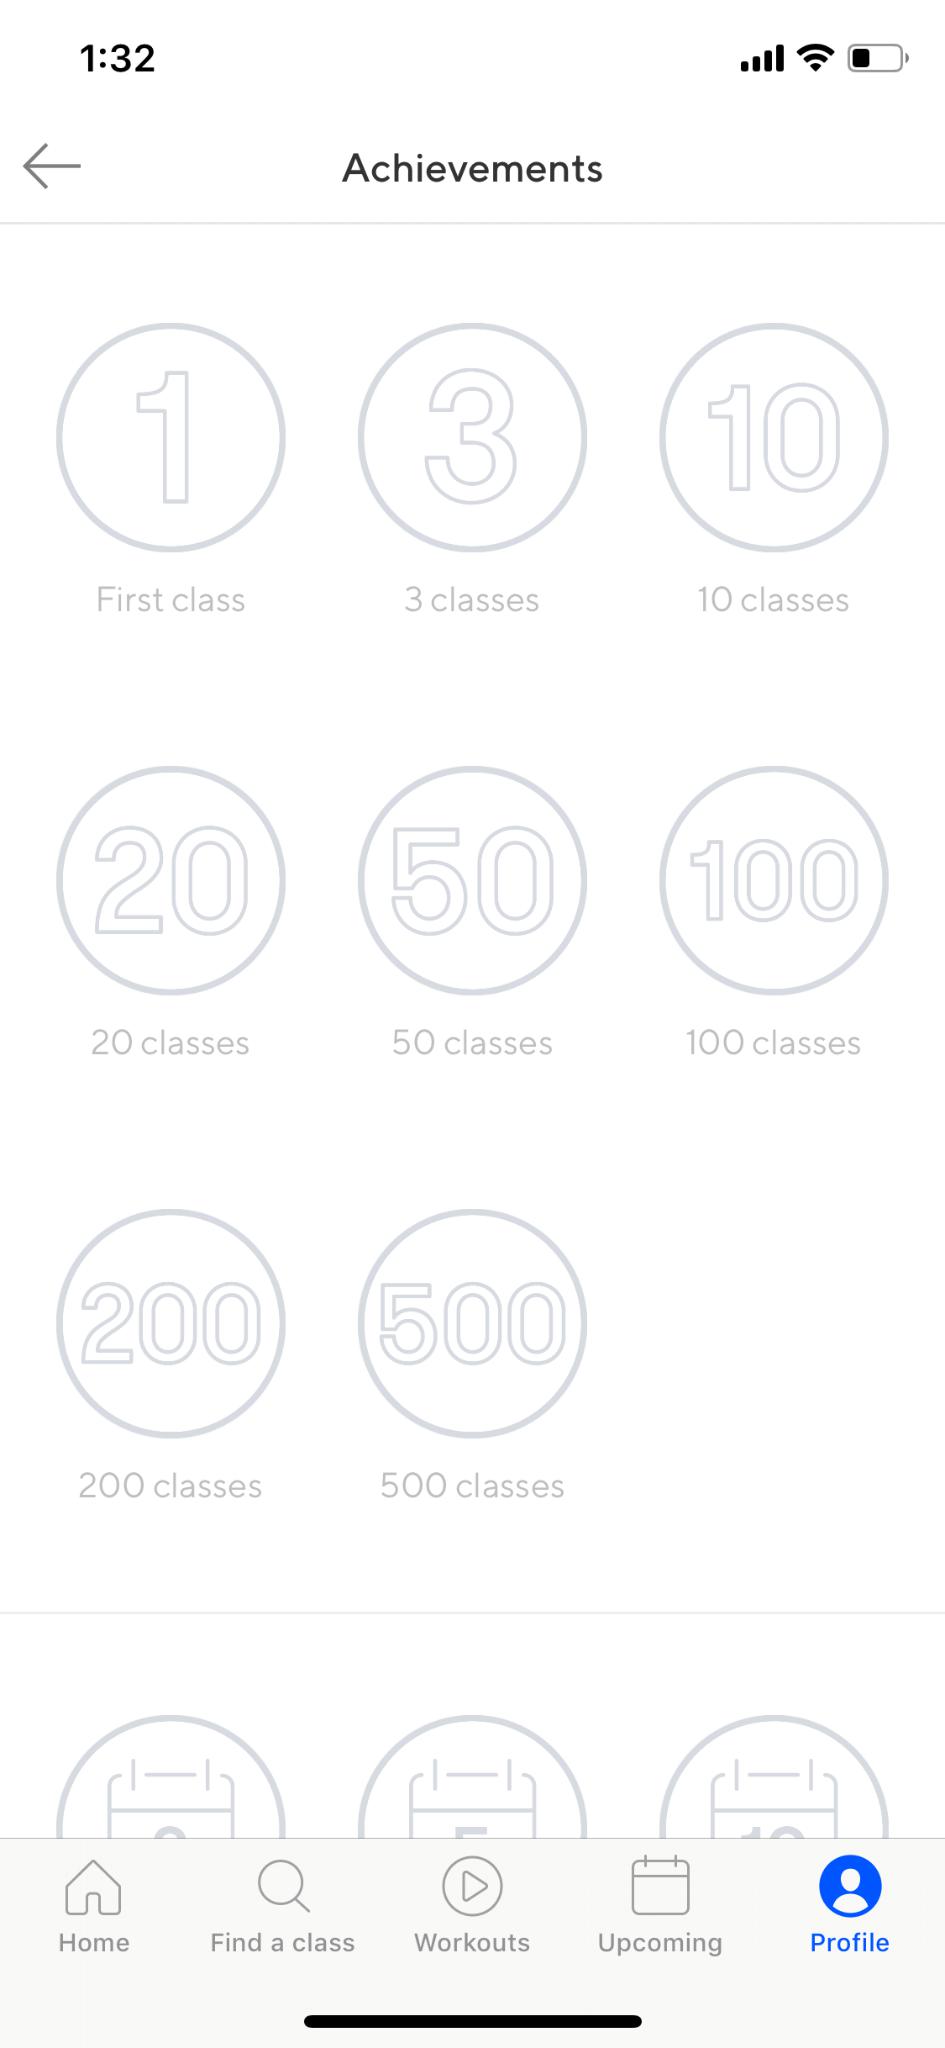 1:32
Achievements
1 3 10
First class 3 classes 10 classes
20 50 100
20 classes 50 classes 100 classes
200 500
200 classes 500 classes
Home Find a class Workouts Upcoming Profile